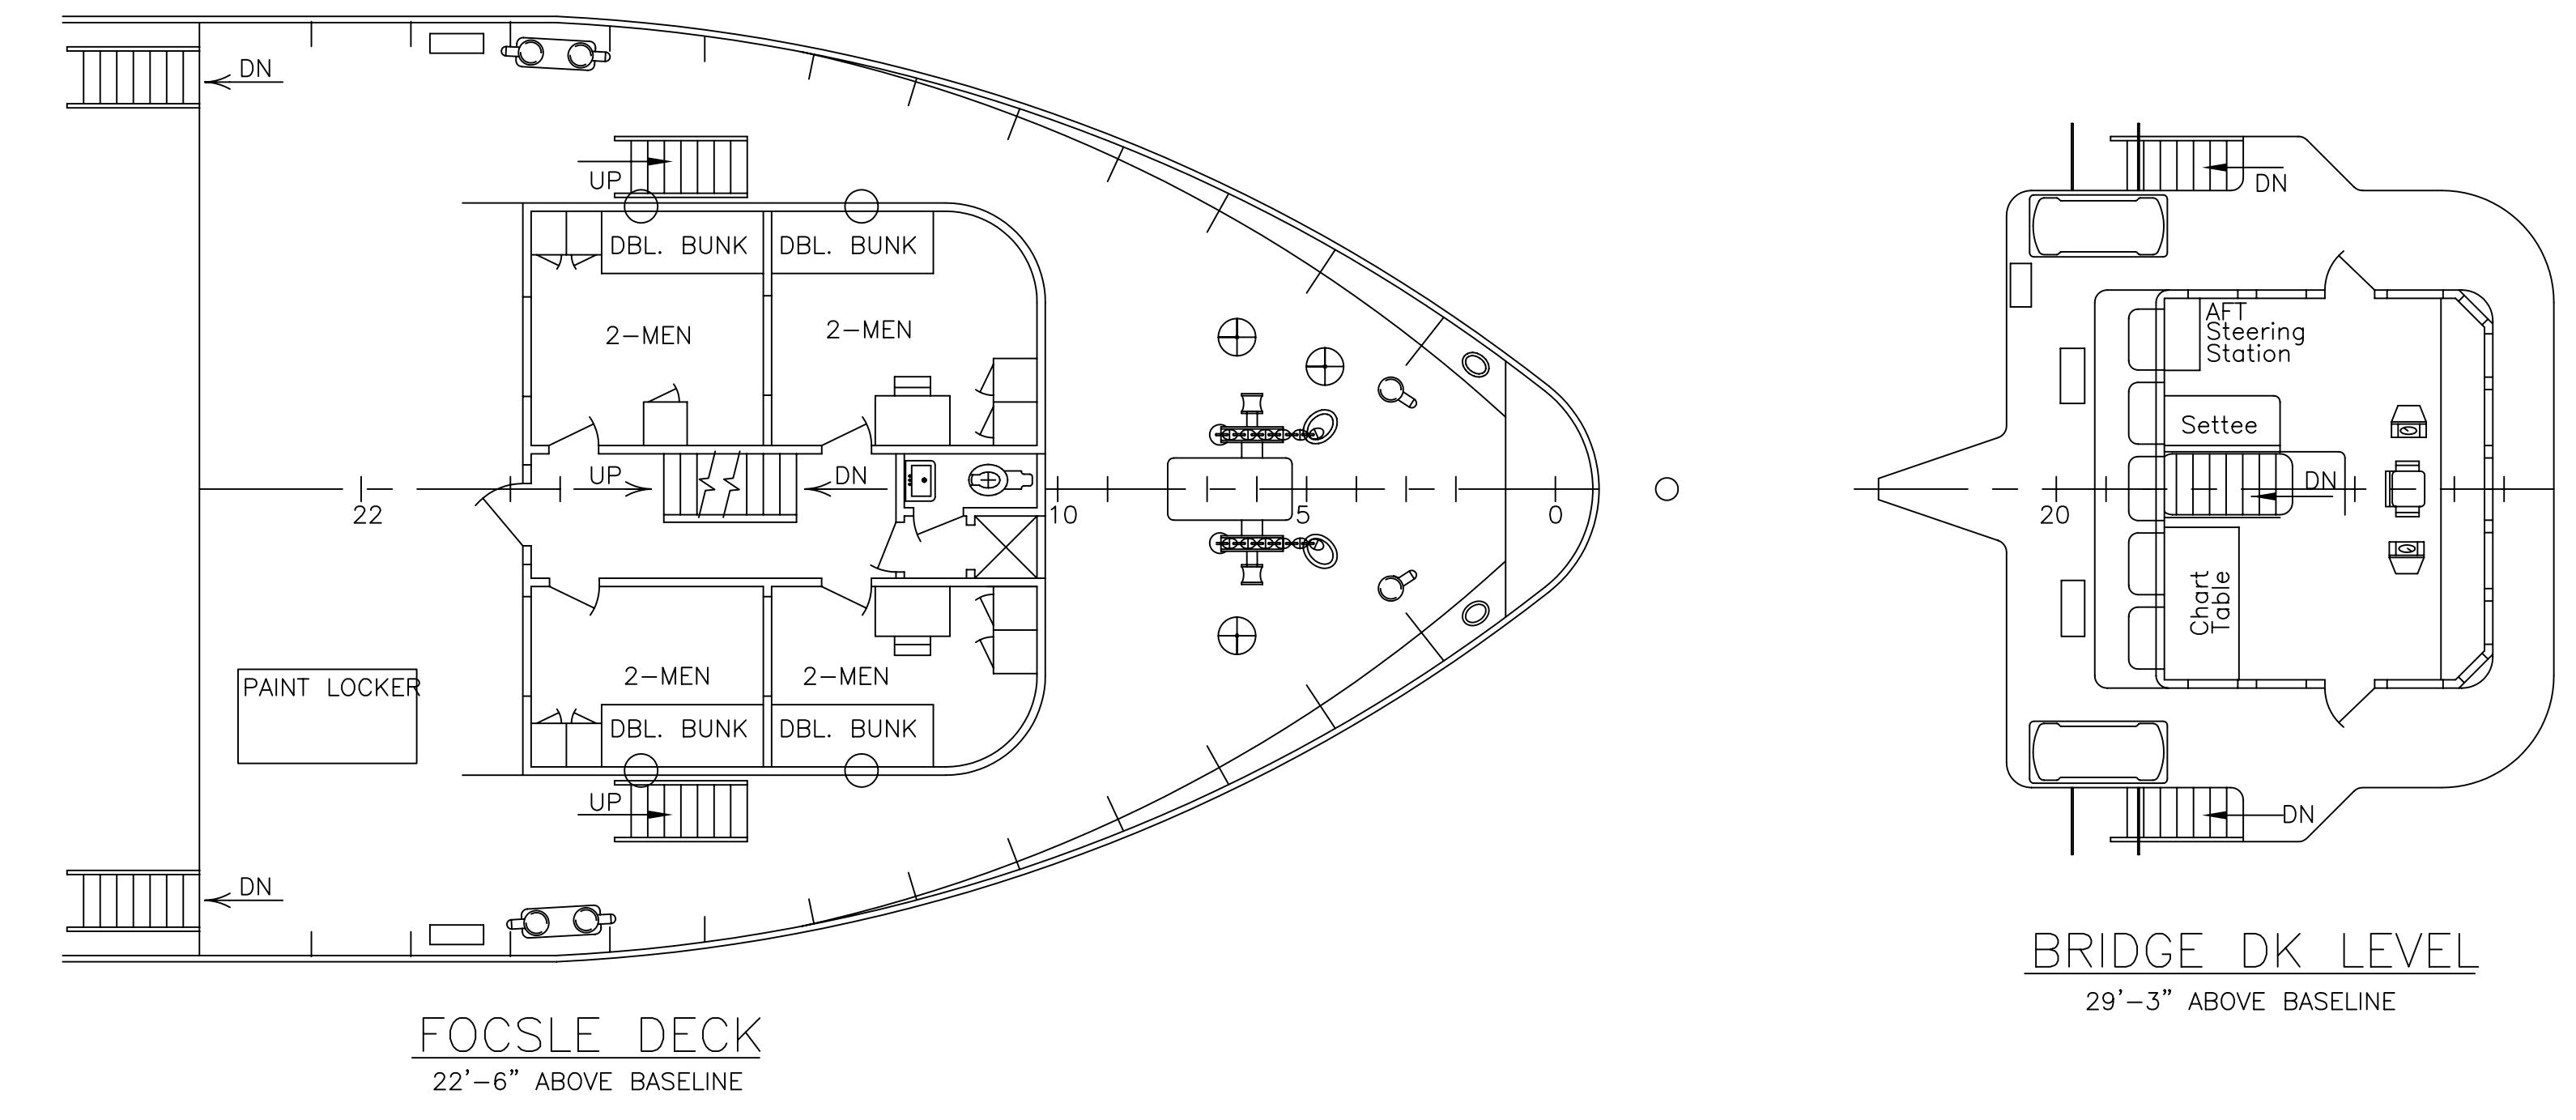 DN
UP
DBL. BUNK
DBL. BUNK
2-MEN
2-MEN
UP
DN
22
10
5
0
2-MEN
2-MEN
PAINT LOCKER
DBL. BUNK
DBL. BUNK
UP
DN
FOCSLE DECK
22'-6" ABOVE BASELINE
DN
AFT
Steering
Station
Settee
DN
20
Chart
Table
DN
BRIDGE DK LEVEL
29'-3" ABOVE BASELINE